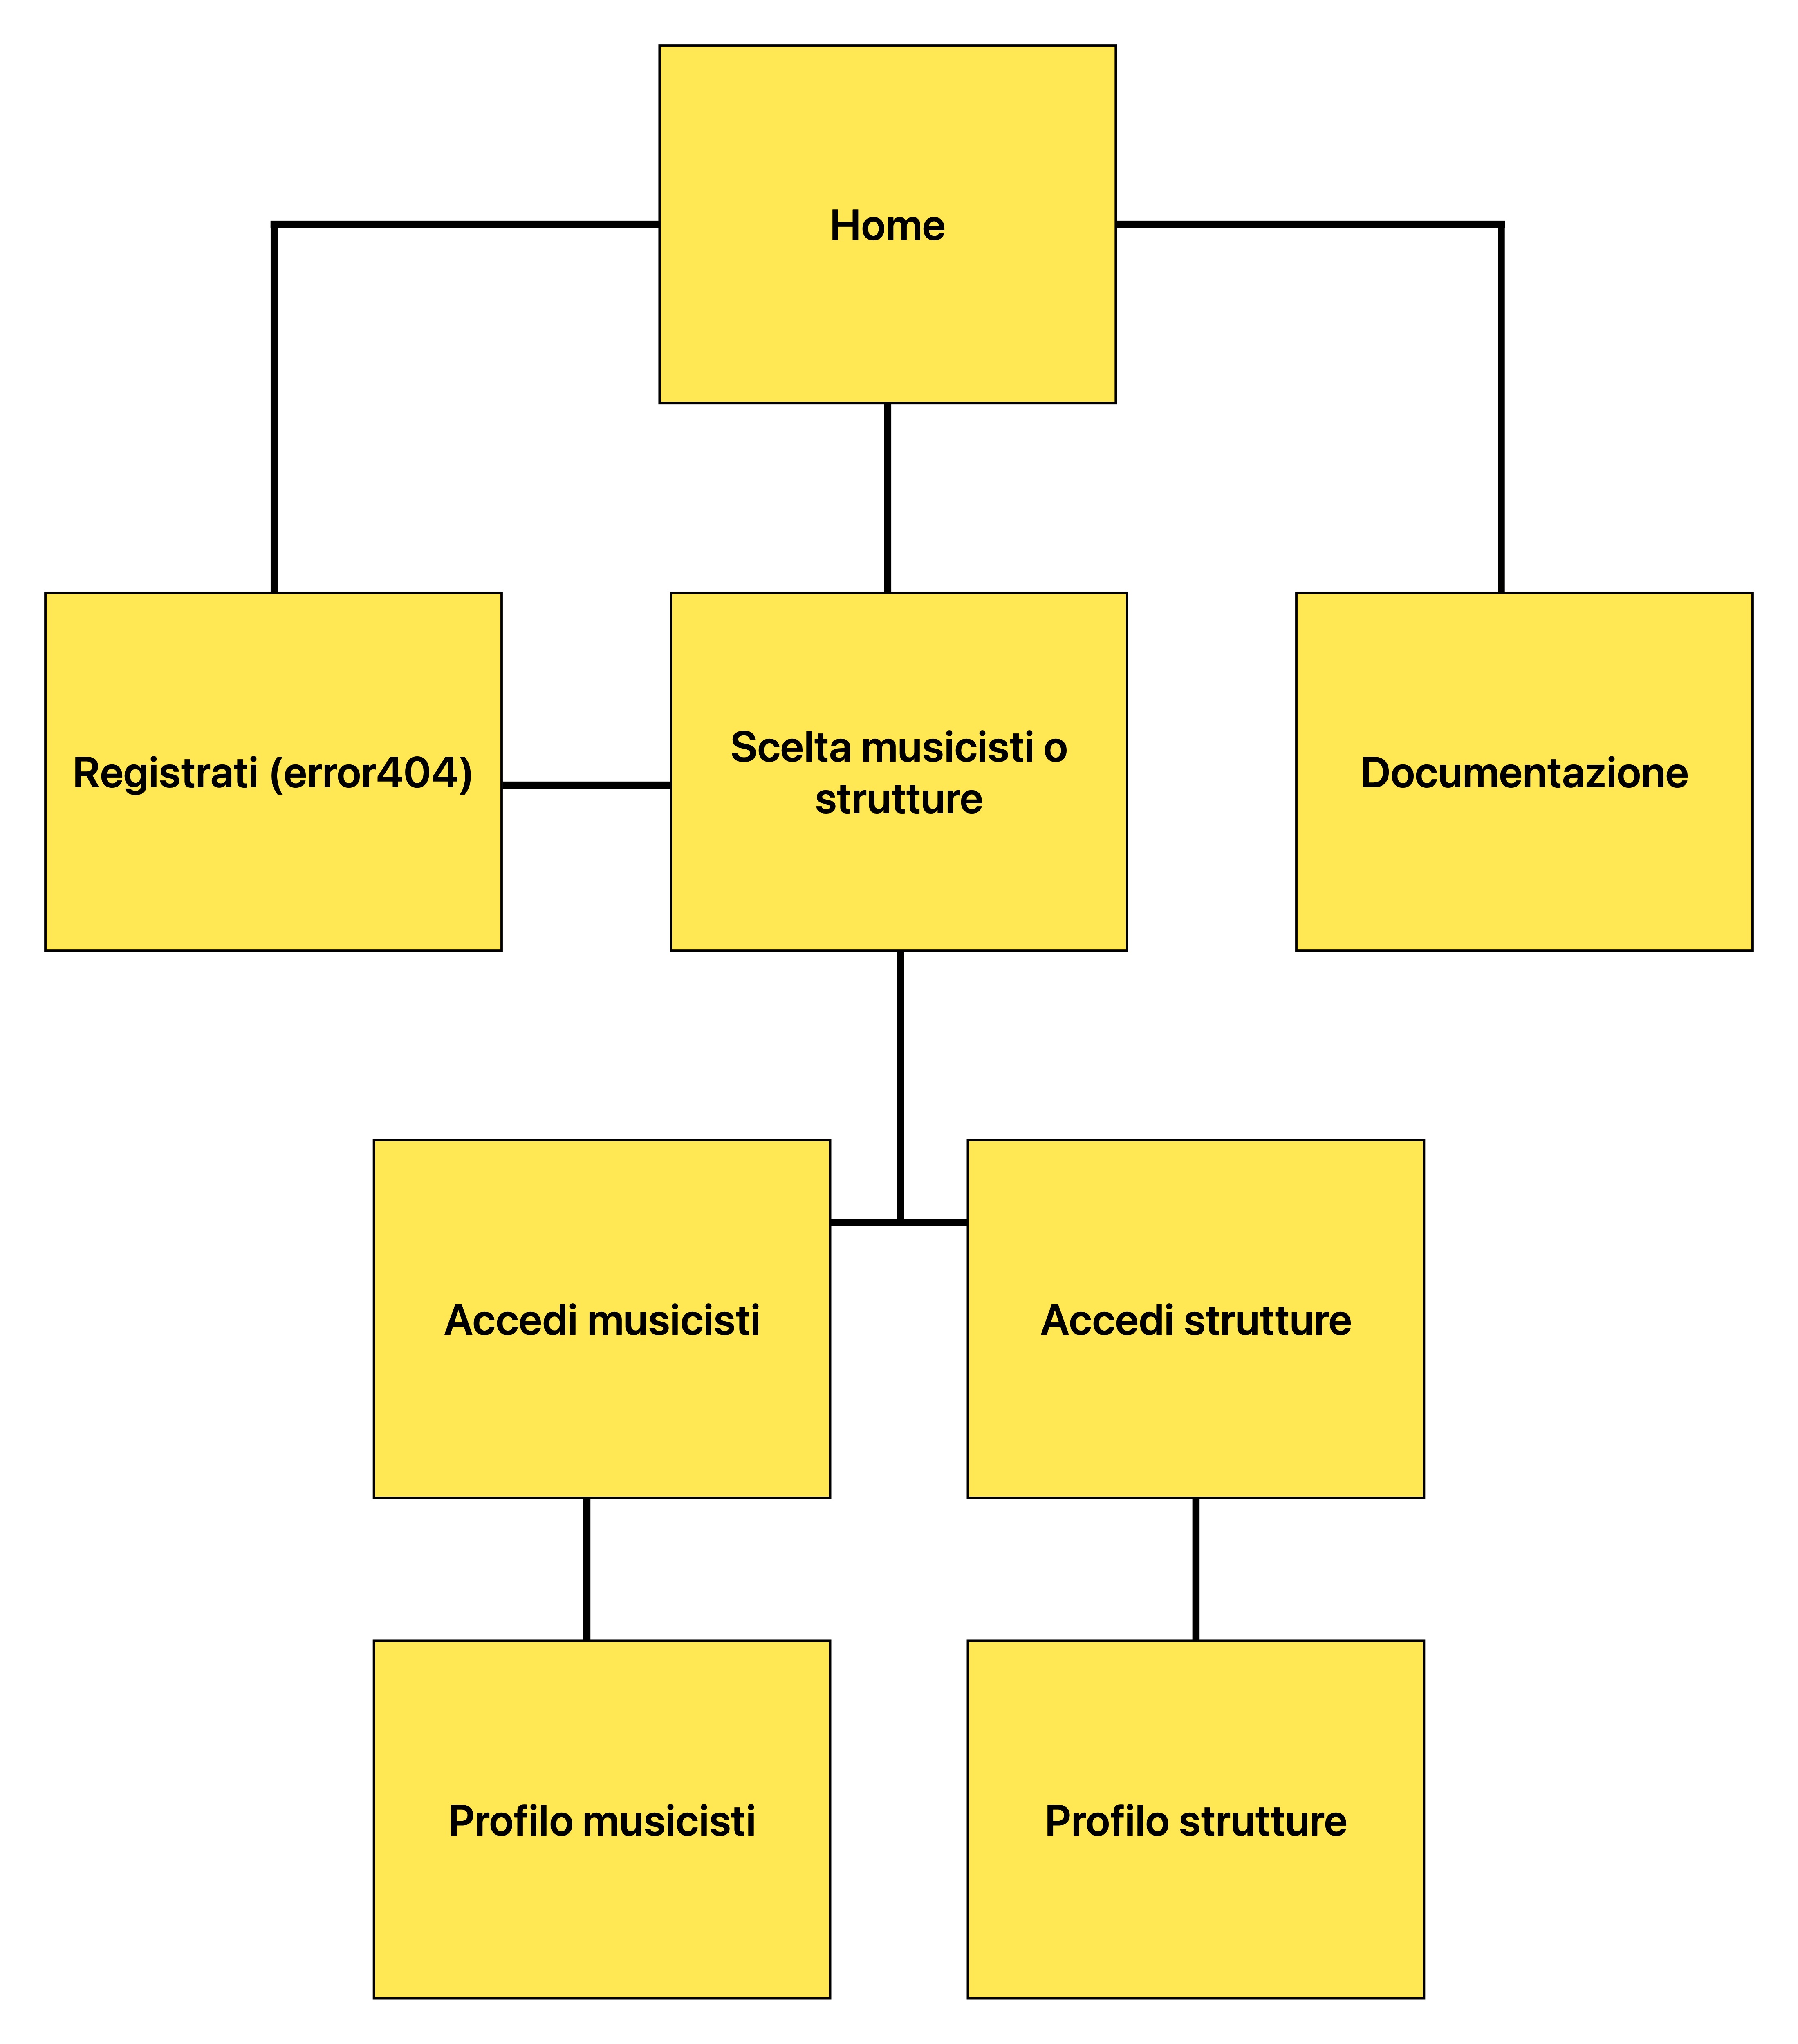 Home
Registrati (error404)
Scelta musicisti o
strutture
Documentazione
Accedi musicisti
Accedi strutture
Profilo musicisti
Profilo strutture